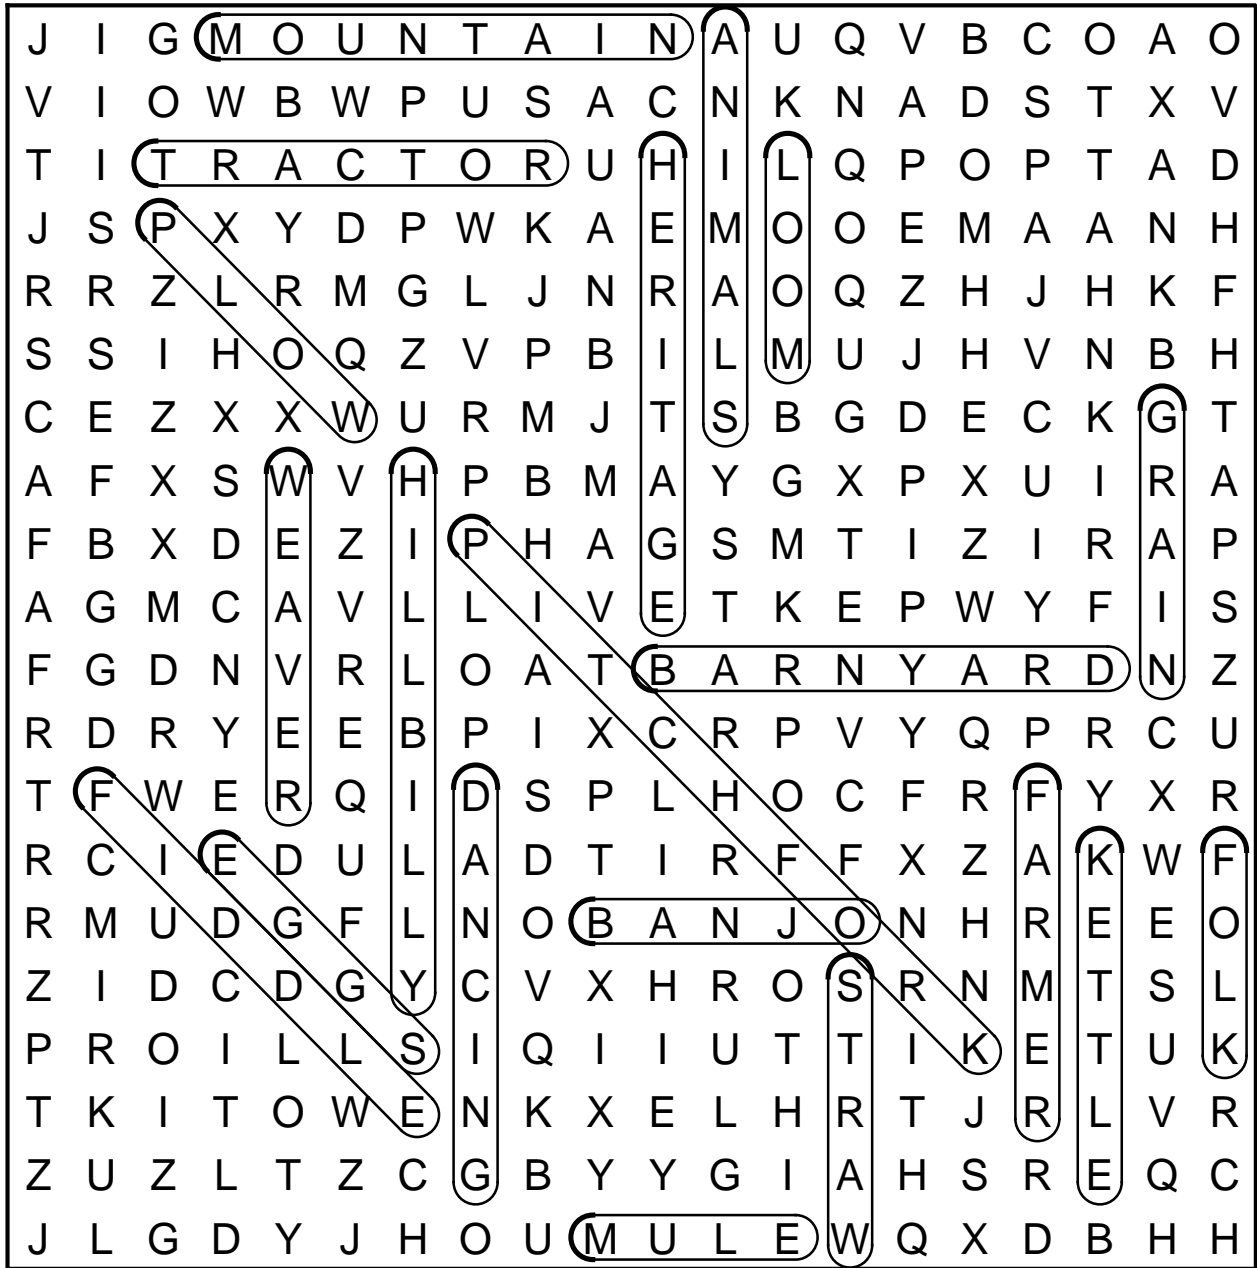 J I G M O U N T A I N A U Q V B C O A O
V I O W B W P U S A C N K N A D S T X V
T I T R A C T O R U H I L Q P O P T A D
J S P X Y D P W K A E M O O E M A A N H
R R Z L R M G L J N R A O Q Z H J H K F
S S I H O Q Z V P B I L M U J H V N B H
C E Z X X W U R M J T S B G D E C K G T
A F X S W V H P B M A Y G X P X U I R A
F B X D E Z I P H A G S M T I Z I R A P
A G M C A V L L I V E T K E P W Y F I S
F G D N V R L O A T B A R N Y A R D N Z
R D R Y E E B P I X C R P V Y Q P R C U
T F W E R Q I D S P L H O C F R F Y X R
R C I E D U L A D T I R F F X Z A K W F
R M U D G F L N O B A N J O N H R E E O
Z I D C D G Y C V X H R O S R N M T S L
P R O I L L S I Q I I U T T I K E T U K
T K I T O W E N K X E L H R T J R L V R
Z U Z L T Z C G B Y Y G I A H S R E Q C
J L G D Y J H O U M U L E W Q X D B H H